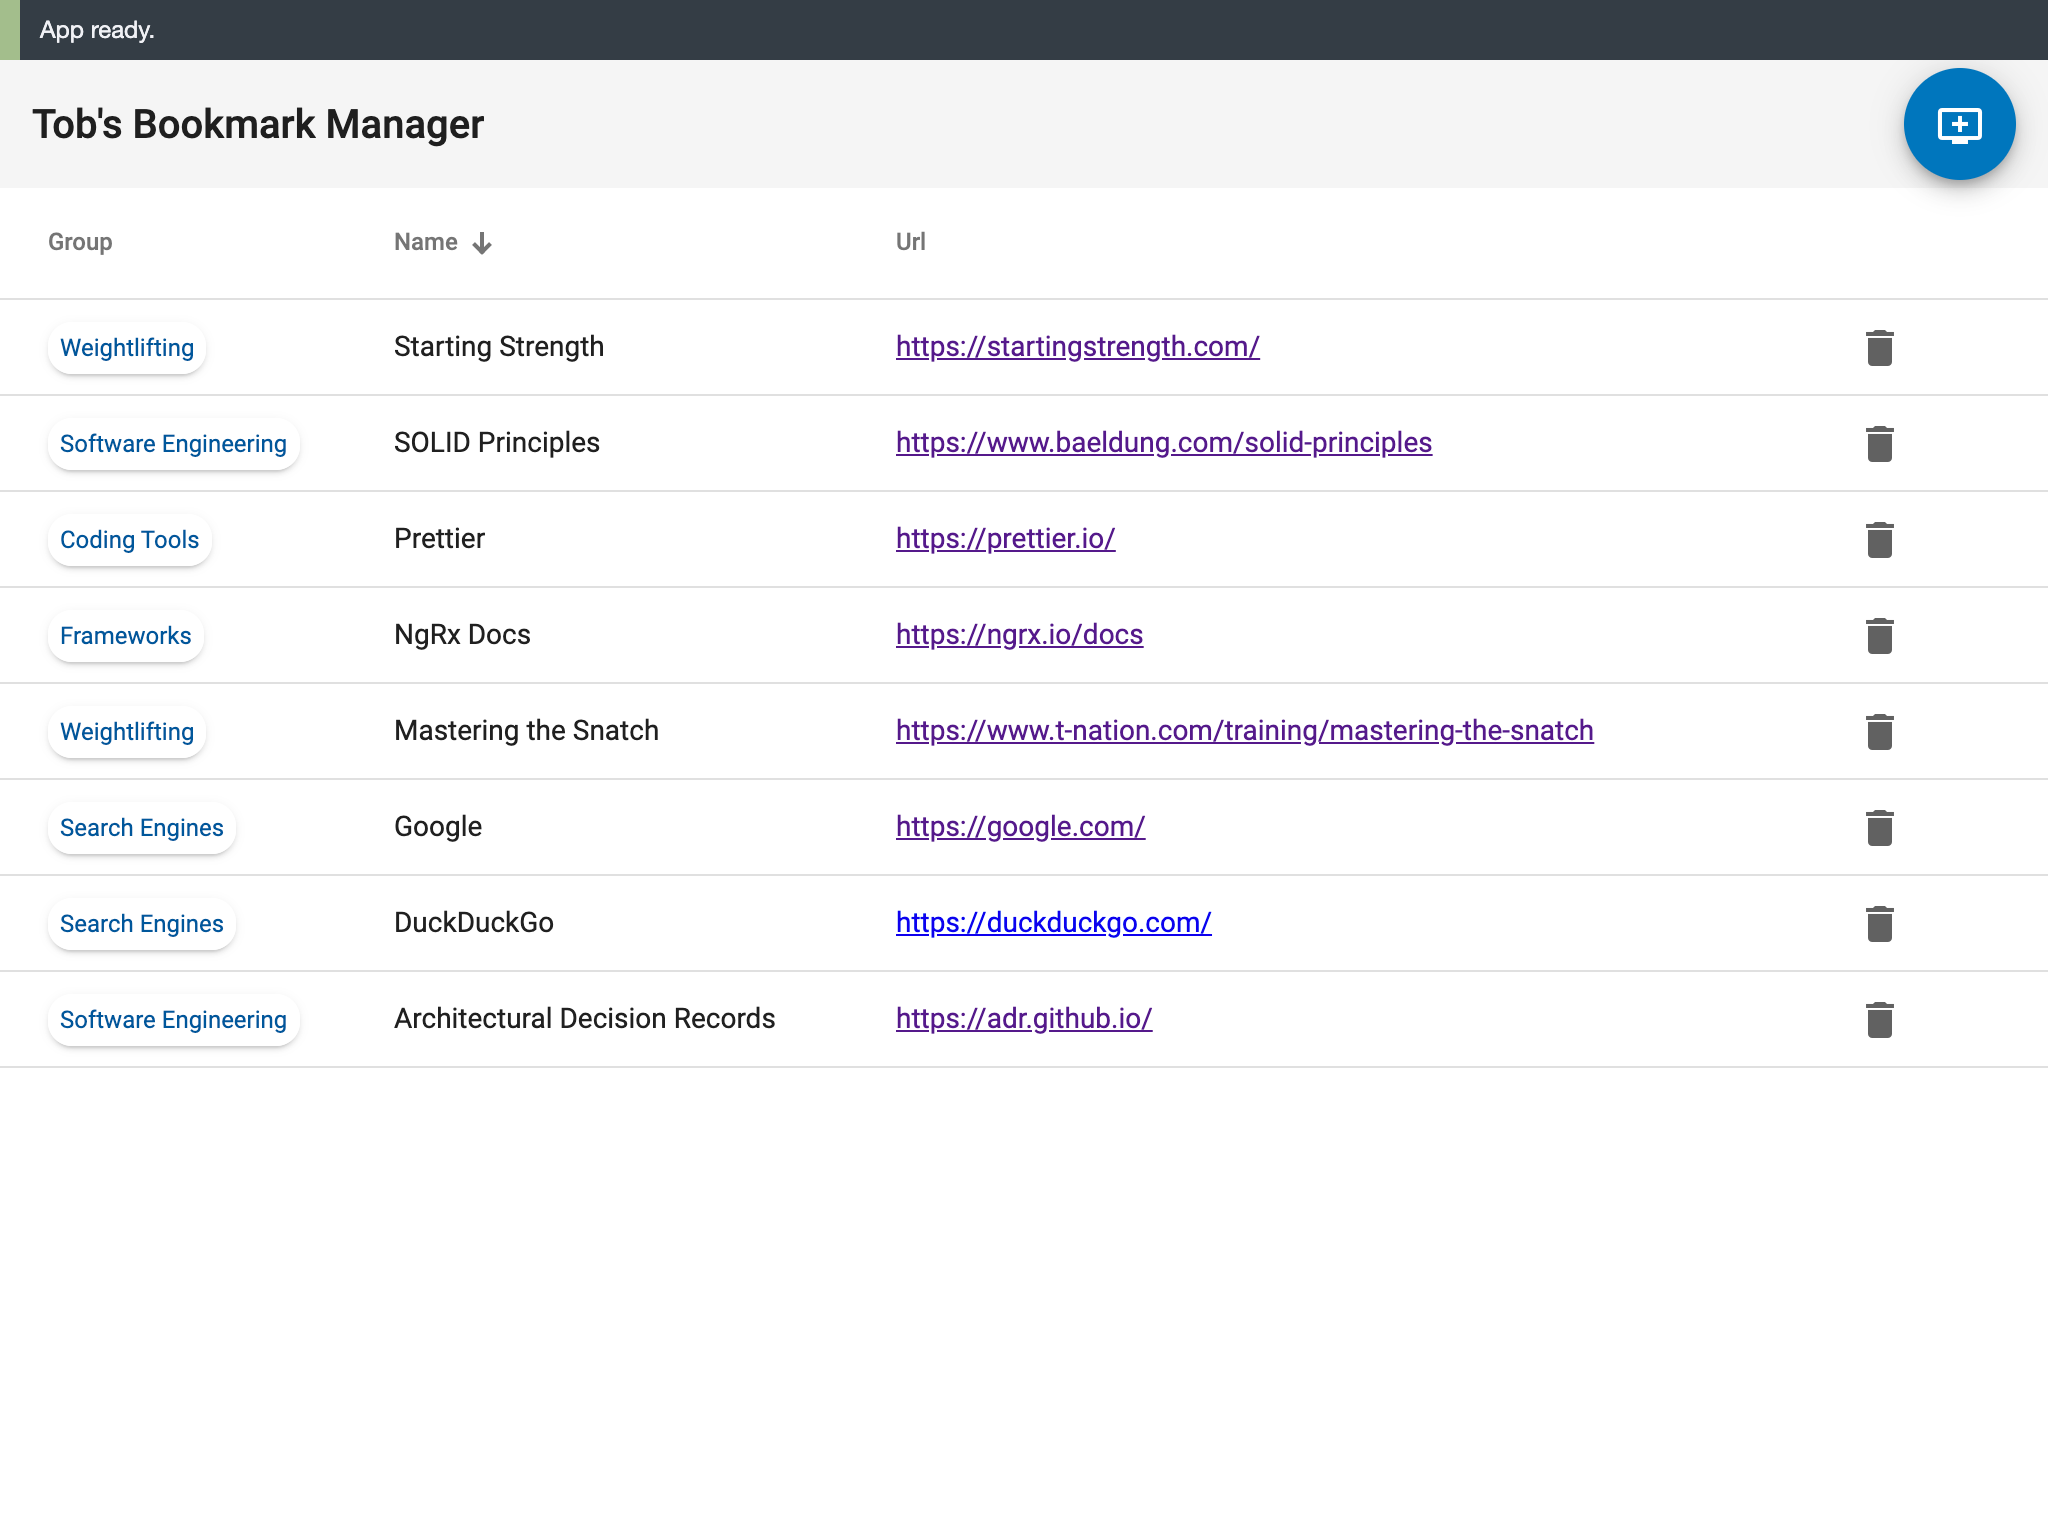 App ready.
Tob's Bookmark Manager
Group Name Url
Weightlifting Starting Strength https://startingstrength.com/
Software Engineering SOLID Principles https://www.baeldung.com/solid-principles
Coding Tools Prettier https://prettier.io/
Frameworks NgRx Docs https://ngrx.io/docs
Weightlifting Mastering the Snatch https://www.t-nation.com/training/mastering-the-snatch
Search Engines Google https://google.com/
Search Engines DuckDuckGo https://duckduckgo.com/
Software Engineering Architectural Decision Records https://adr.github.io/